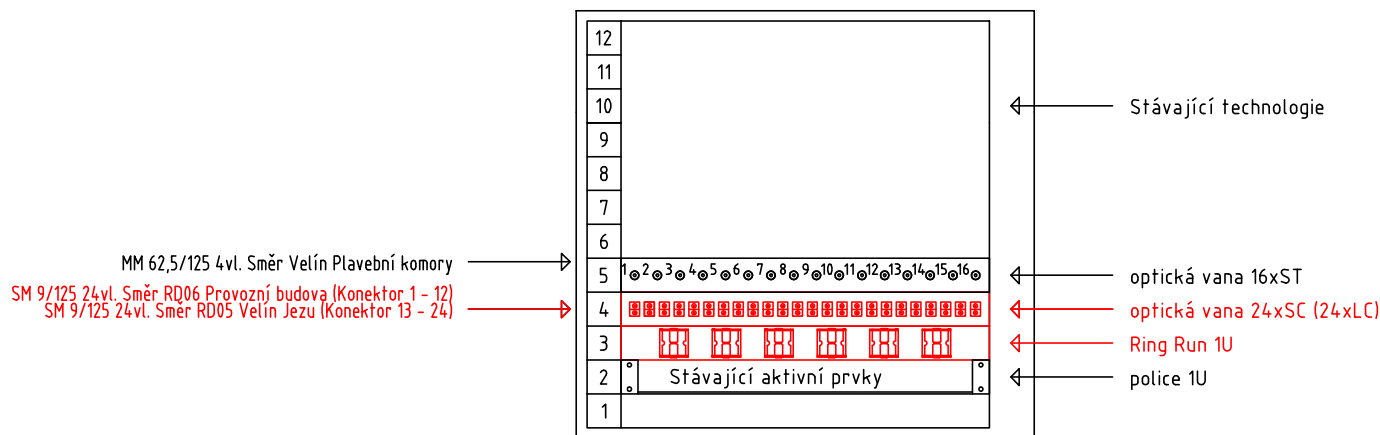 12
11
10
Stávající technologie
9
8
7
6
MM 62,5/125 4vl. Směr Velín Plavební komory
5
1 2 3 4 5 6 7 8 9 10 11 12 13 14 15 16
optická vana 16xST
SM 9/125 24vl. Směr RD06 Provozní budova (Konektor 1 - 12)
SM 9/125 24vl. Směr RD05 Velín Jezu (Konektor 13 - 24)
4
optická vana 24xSC (24xLC)
3
Ring Run 1U
2
Stávající aktivní prvky
police 1U
1